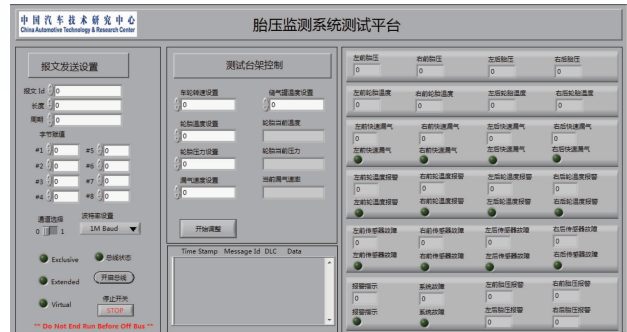 中国汽车技术研究中心
China Automotive Technology & Research Center
胎压监测系统测试平台
报文发送设置
报文 Id 0
长度 0
周期 0
字节赋值
#1 0 #5 0
#2 0 #6 0
#3 0 #7 0
#4 0 #8 0
通道选择 波特率设置
0 1 1M Baud
Exclusive 总线状态
Extended 开启总线
Virtual 停止开关
STOP
** Do Not End Run Before Off Bus **
测试台架控制
车轮转速设置 储气罐温度设置
0 0
轮胎温度设置 轮胎当前温度
0
轮胎压力设置 轮胎当前压力
0
漏气速度设置 当前漏气速率
0
开始调整
Time Stamp Message Id DLC Data
左前胎压 右前胎压 左后胎压 右后胎压
0 0 0 0
左前轮胎温度 右前轮胎温度 左后轮胎温度 右后轮胎温度
0 0 0 0
左前快速漏气 右前快速漏气 左后快速漏气 右后快速漏气
0 0 0 0
左前快速漏气 右前快速漏气 左后快速漏气 右后快速漏气
左前轮温度报警 右前轮温度报警 左后轮温度报警 右后轮温度报警
0 0 0 0
左前轮温度报警 右前轮温度报警 左后轮温度报警 右后轮温度报警
左前传感器故障 右前传感器故障 左后传感器故障 右后传感器故障
0 0 0 0
左前传感器故障 右前传感器故障 左后传感器故障 右后传感器故障
报警指示 系统故障 左前胎压报警 右前胎压报警
0 0 0 0
报警指示 系统故障 左后胎压报警 右后胎压报警
0 0